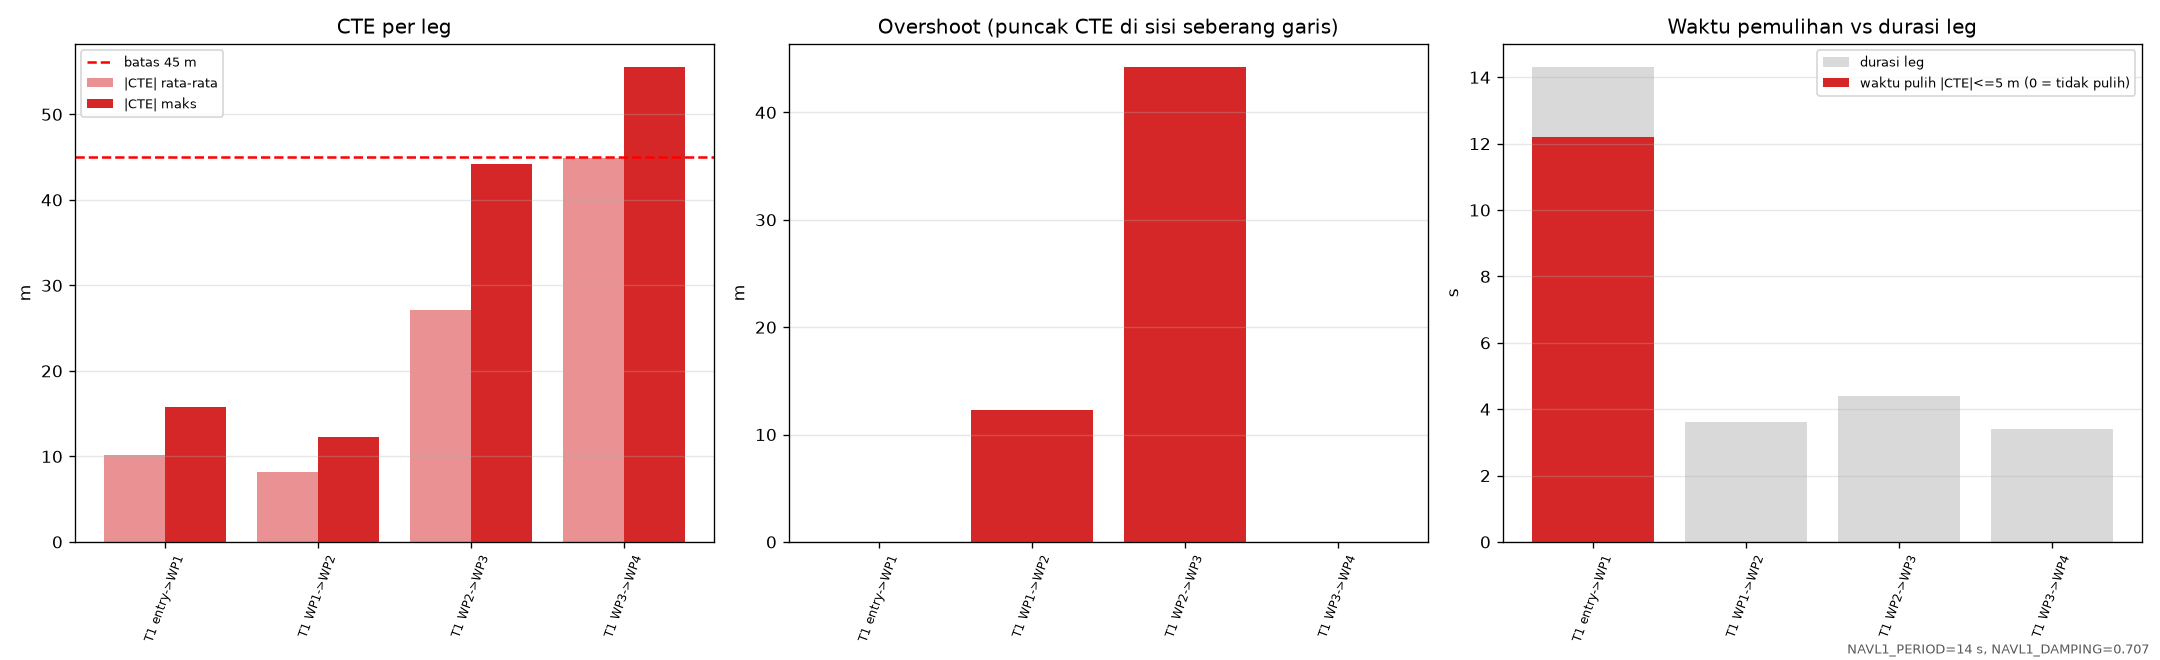 CTE per leg
batas 45 m
|CTE| rata-rata
|CTE| maks
50
40
30
20
10
0
m
T1 entry->WP1
T1 WP1->WP2
T1 WP2->WP3
T1 WP3->WP4
Overshoot (puncak CTE di sisi seberang garis)
40
30
20
10
0
m
T1 entry->WP1
T1 WP1->WP2
T1 WP2->WP3
T1 WP3->WP4
Waktu pemulihan vs durasi leg
durasi leg
waktu pulih |CTE|<=5 m (0 = tidak pulih)
14
12
10
8
6
4
2
0
s
T1 entry->WP1
T1 WP1->WP2
T1 WP2->WP3
T1 WP3->WP4
NAVL1_PERIOD=14 s, NAVL1_DAMPING=0.707